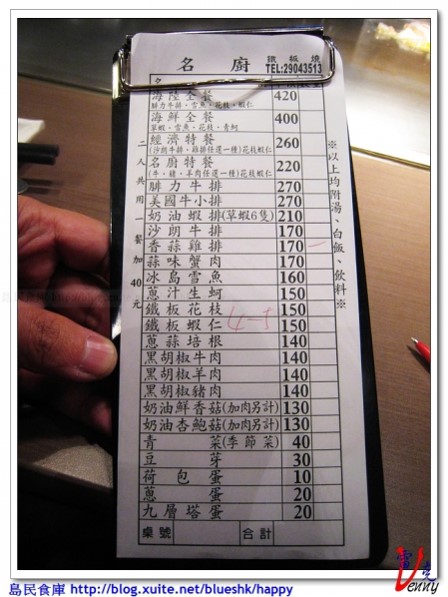 名廚 鐵板燒
TEL:29043513
海陸全餐 420
腓力牛排、雪魚、花枝、蝦仁
海鮮全餐 400
草蝦、雪魚、花枝、青蚵
經濟特餐 260
(沙朗牛排、雞排任選一種)花枝蝦仁
名廚特餐 220
(牛、豬、羊肉任選一種)花枝蝦仁
腓力牛排 270
美國牛小排 270
奶油蝦排(草蝦6隻) 210
沙朗牛排 170
香蒜雞排 170
蒜味蟹肉 170
冰島雪魚 160
蔥汁生蚵 150
鐵板花枝 150
鐵板蝦仁 150
蔥蒜培根 140
黑胡椒牛肉 140
黑胡椒羊肉 140
黑胡椒豬肉 140
奶油鮮香菇(加肉另計) 130
奶油杏鮑菇(加肉另計) 130
青菜(季節菜) 40
豆芽 30
荷包蛋 10
蔥蛋 20
九層塔蛋 20
桌號 合計
二人共用一餐加40元
※以上均附湯、白飯、飲料※
4-5
島民食庫 http://blog.xuite.net/blueshk/happy
Venny